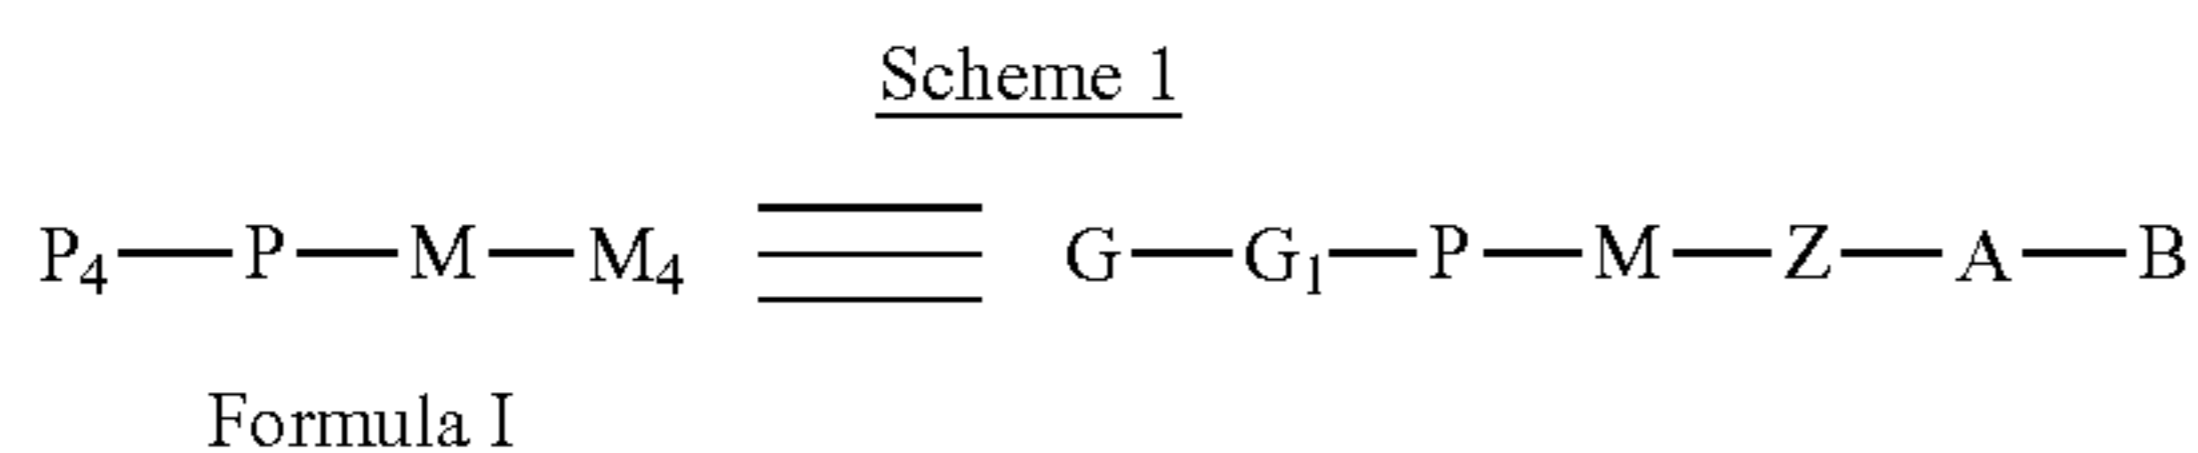 Scheme 1
P₄—P—M—M₄ ≡ G—G₁—P—M—Z—A—B
Formula I